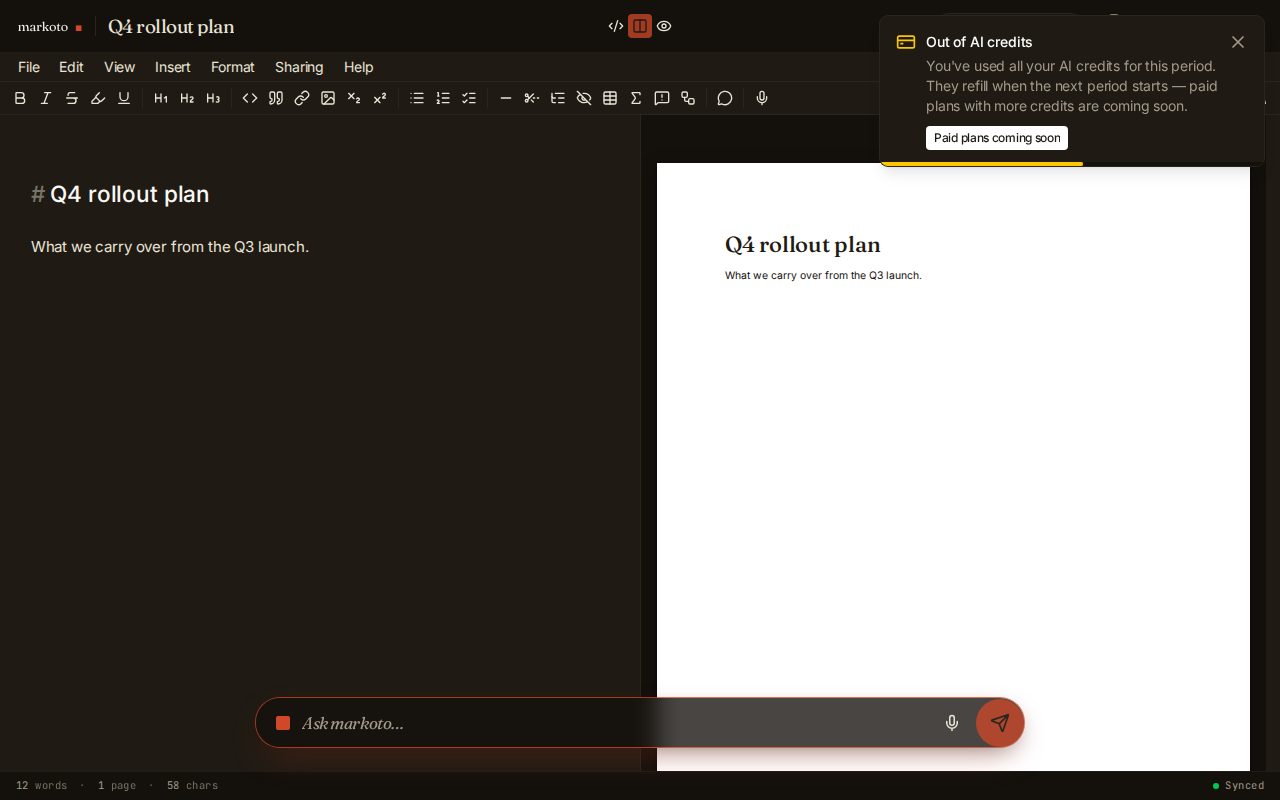 markoto
Q4 rollout plan
Out of AI credits
You've used all your AI credits for this period.
They refill when the next period starts — paid
plans with more credits are coming soon.
Paid plans coming soon
File Edit View Insert Format Sharing Help
H1 H2 H3
# Q4 rollout plan
What we carry over from the Q3 launch.
Q4 rollout plan
What we carry over from the Q3 launch.
Ask markoto...
12 words · 1 page · 58 chars
Synced